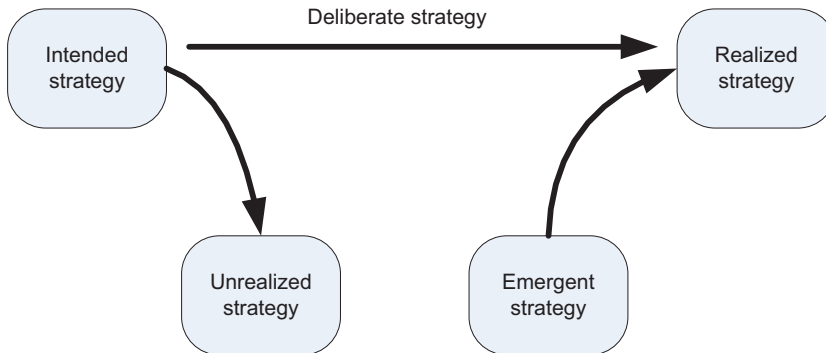 Deliberate strategy
Intended
strategy
Realized
strategy
Unrealized
strategy
Emergent
strategy